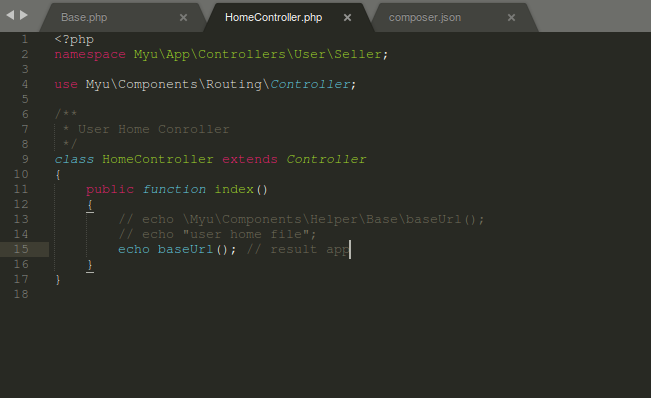 Base.php × HomeController.php × composer.json ×
1 <?php
2 namespace Myu\App\Controllers\User\Seller;
3
4 use Myu\Components\Routing\Controller;
5
6 /**
7 * User Home Conroller
8 */
9 class HomeController extends Controller
10 {
11 public function index()
12 {
13 // echo \Myu\Components\Helper\Base\baseUrl();
14 // echo "user home file";
15 echo baseUrl(); // result app
16 }
17 }
18